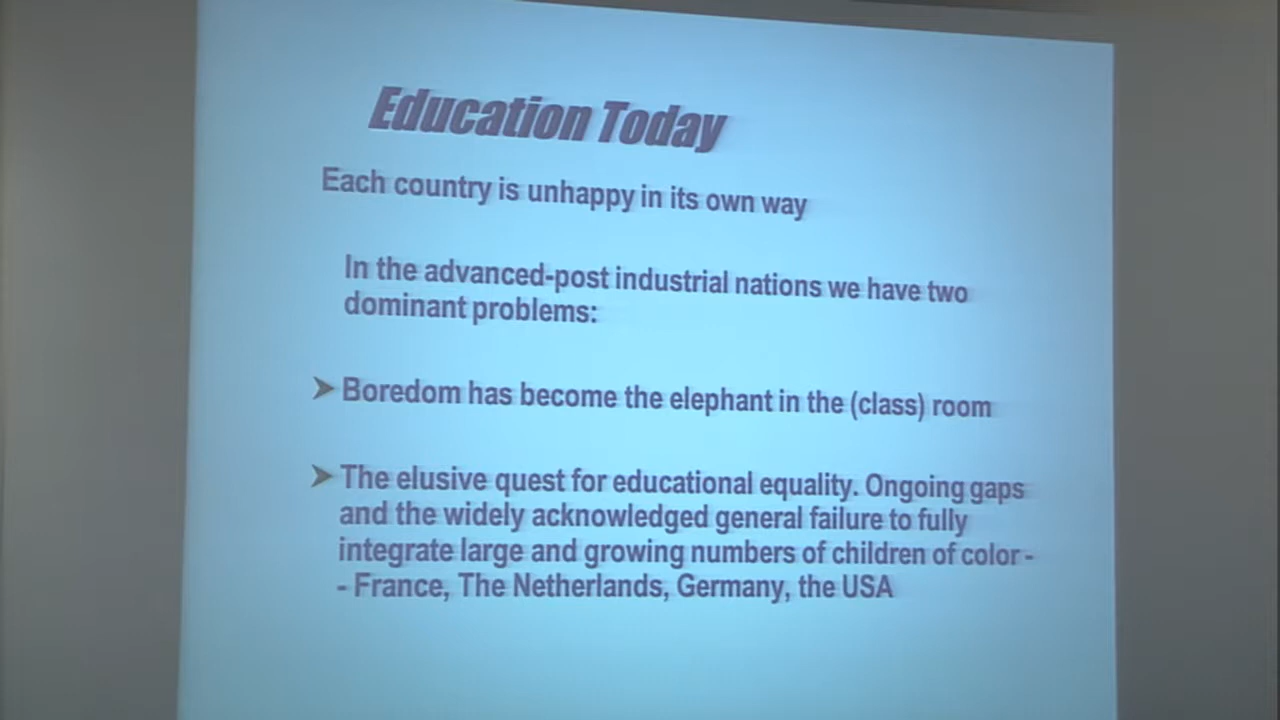 Education Today
Each country is unhappy in its own way
In the advanced-post industrial nations we have two
dominant problems:
➤ Boredom has become the elephant in the (class) room
➤ The elusive quest for educational equality. Ongoing gaps
and the widely acknowledged general failure to fully
integrate large and growing numbers of children of color -
- France, The Netherlands, Germany, the USA